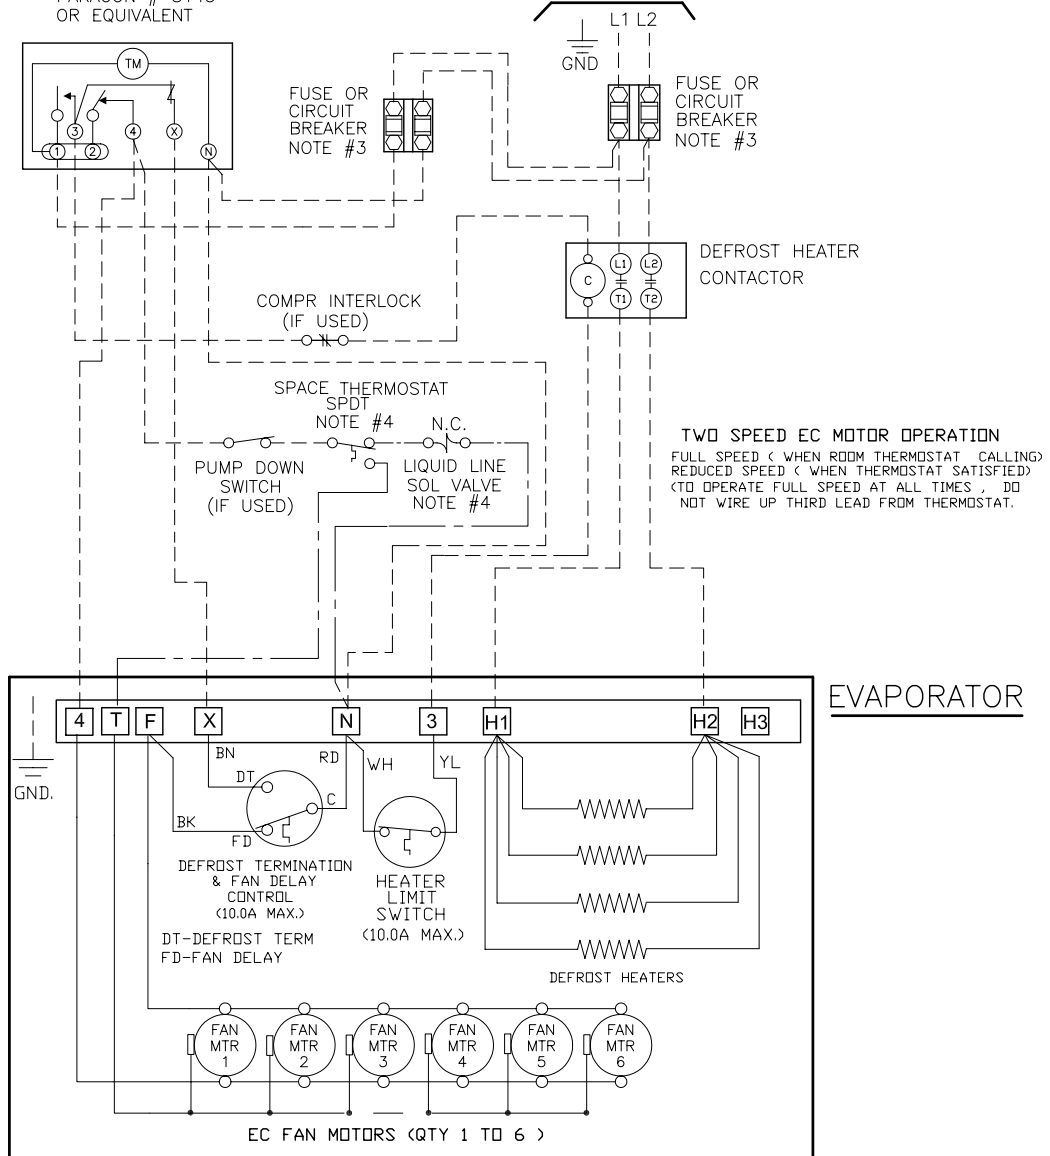 OR EQUIVALENT
L1 L2
GND
TM
3
4
X
1
2
N
FUSE OR
CIRCUIT
BREAKER
NOTE #3
FUSE OR
CIRCUIT
BREAKER
NOTE #3
DEFROST HEATER
CONTACTOR
C
L1
L2
T1
T2
COMPR INTERLOCK
(IF USED)
SPACE THERMOSTAT
SPDT
NOTE #4
N.C.
PUMP DOWN
SWITCH
(IF USED)
LIQUID LINE
SOL VALVE
NOTE #4
TWO SPEED EC MOTOR OPERATION
FULL SPEED ( WHEN ROOM THERMOSTAT CALLING)
REDUCED SPEED ( WHEN THERMOSTAT SATISFIED)
(TO OPERATE FULL SPEED AT ALL TIMES , DO
NOT WIRE UP THIRD LEAD FROM THERMOSTAT.
EVAPORATOR
4
T
F
X
N
3
H1
H2
H3
GND.
BN
RD
WH
YL
DT
C
BK
FD
DEFROST TERMINATION
& FAN DELAY
CONTROL
(10.0A MAX.)
DT-DEFROST TERM
FD-FAN DELAY
HEATER
LIMIT
SWITCH
(10.0A MAX.)
DEFROST HEATERS
FAN
MTR
1
FAN
MTR
2
FAN
MTR
3
FAN
MTR
4
FAN
MTR
5
FAN
MTR
6
EC FAN MOTORS (QTY 1 TO 6 )